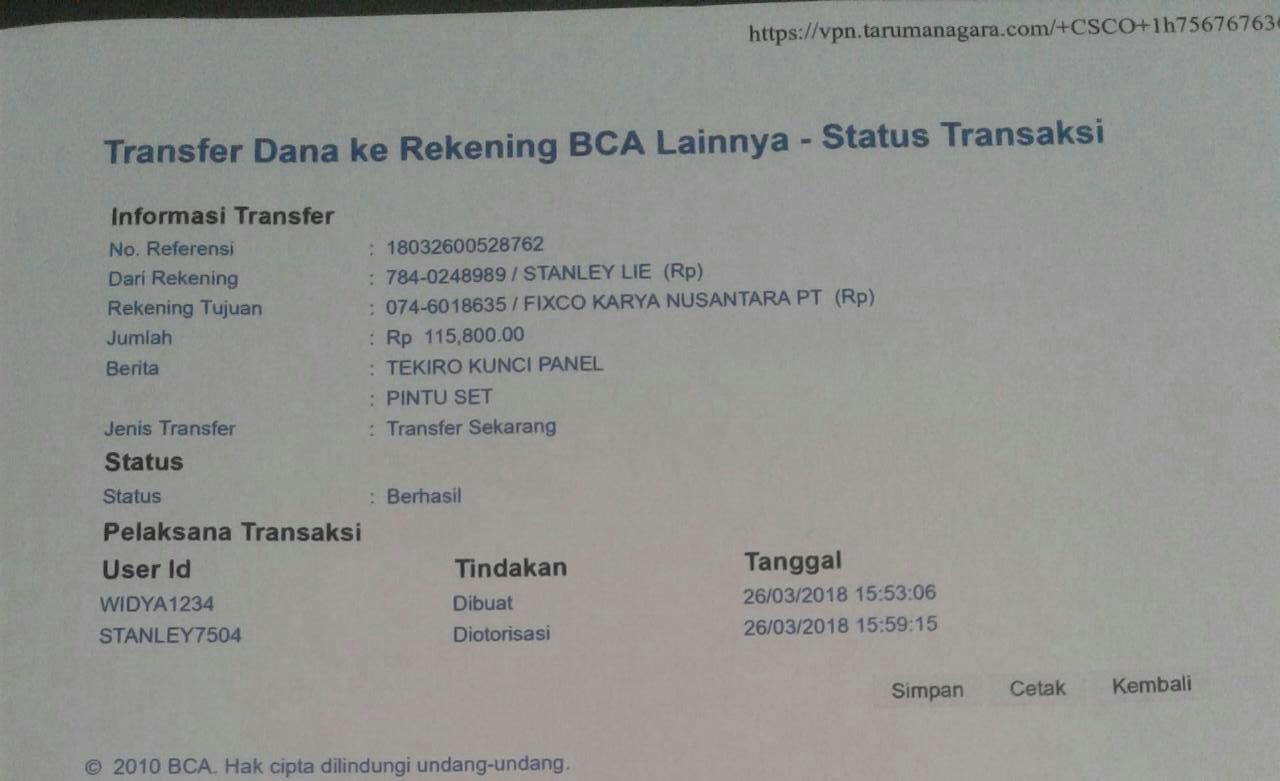 https://vpn.tarumanagara.com/+CSCO+1h75676763
Transfer Dana ke Rekening BCA Lainnya - Status Transaksi
Informasi Transfer
No. Referensi : 18032600528762
Dari Rekening : 784-0248989 / STANLEY LIE (Rp)
Rekening Tujuan : 074-6018635 / FIXCO KARYA NUSANTARA PT (Rp)
Jumlah : Rp 115,800.00
Berita : TEKIRO KUNCI PANEL
: PINTU SET
Jenis Transfer : Transfer Sekarang
Status
Status : Berhasil
Pelaksana Transaksi
User Id Tindakan Tanggal
WIDYA1234 Dibuat 26/03/2018 15:53:06
STANLEY7504 Diotorisasi 26/03/2018 15:59:15
Simpan Cetak Kembali
© 2010 BCA. Hak cipta dilindungi undang-undang.